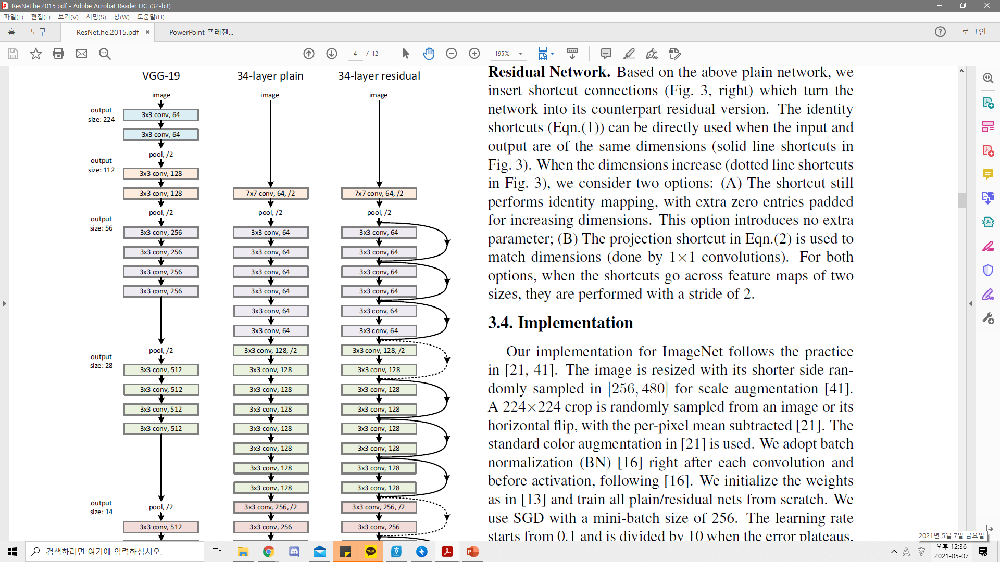 ResNet.he.2015.pdf - Adobe Acrobat Reader DC (32-bit)
파일(F) 편집(E) 보기(V) 서명(S) 창(W) 도움말(H)
홈 도구 ResNet.he.2015.pdf × PowerPoint 프레젠... 로그인
4 / 12 195%
VGG-19 34-layer plain 34-layer residual
image image image
output
size: 224
3x3 conv, 64
3x3 conv, 64
pool, /2
output
size: 112
3x3 conv, 128
3x3 conv, 128 7x7 conv, 64, /2 7x7 conv, 64, /2
pool, /2 pool, /2 pool, /2
output
size: 56
3x3 conv, 256 3x3 conv, 64 3x3 conv, 64
3x3 conv, 256 3x3 conv, 64 3x3 conv, 64
3x3 conv, 256 3x3 conv, 64 3x3 conv, 64
3x3 conv, 256 3x3 conv, 64 3x3 conv, 64
3x3 conv, 64 3x3 conv, 64
3x3 conv, 64 3x3 conv, 64
pool, /2 3x3 conv, 128, /2 3x3 conv, 128, /2
output
size: 28
3x3 conv, 512 3x3 conv, 128 3x3 conv, 128
3x3 conv, 512 3x3 conv, 128 3x3 conv, 128
3x3 conv, 512 3x3 conv, 128 3x3 conv, 128
3x3 conv, 512 3x3 conv, 128 3x3 conv, 128
3x3 conv, 128 3x3 conv, 128
3x3 conv, 128 3x3 conv, 128
3x3 conv, 128 3x3 conv, 128
output
size: 14
pool, /2 3x3 conv, 256, /2 3x3 conv, 256, /2
3x3 conv, 512 3x3 conv, 256 3x3 conv, 256
Residual Network. Based on the above plain network, we
insert shortcut connections (Fig. 3, right) which turn the
network into its counterpart residual version. The identity
shortcuts (Eqn.(1)) can be directly used when the input and
output are of the same dimensions (solid line shortcuts in
Fig. 3). When the dimensions increase (dotted line shortcuts
in Fig. 3), we consider two options: (A) The shortcut still
performs identity mapping, with extra zero entries padded
for increasing dimensions. This option introduces no extra
parameter; (B) The projection shortcut in Eqn.(2) is used to
match dimensions (done by 1×1 convolutions). For both
options, when the shortcuts go across feature maps of two
sizes, they are performed with a stride of 2.
3.4. Implementation
Our implementation for ImageNet follows the practice
in [21, 41]. The image is resized with its shorter side ran-
domly sampled in [256, 480] for scale augmentation [41].
A 224×224 crop is randomly sampled from an image or its
horizontal flip, with the per-pixel mean subtracted [21]. The
standard color augmentation in [21] is used. We adopt batch
normalization (BN) [16] right after each convolution and
before activation, following [16]. We initialize the weights
as in [13] and train all plain/residual nets from scratch. We
use SGD with a mini-batch size of 256. The learning rate
starts from 0.1 and is divided by 10 when the error plateaus,
2021년 5월 7일 금요일
검색하려면 여기에 입력하십시오.
TALK
A
오후 12:36
2021-05-07